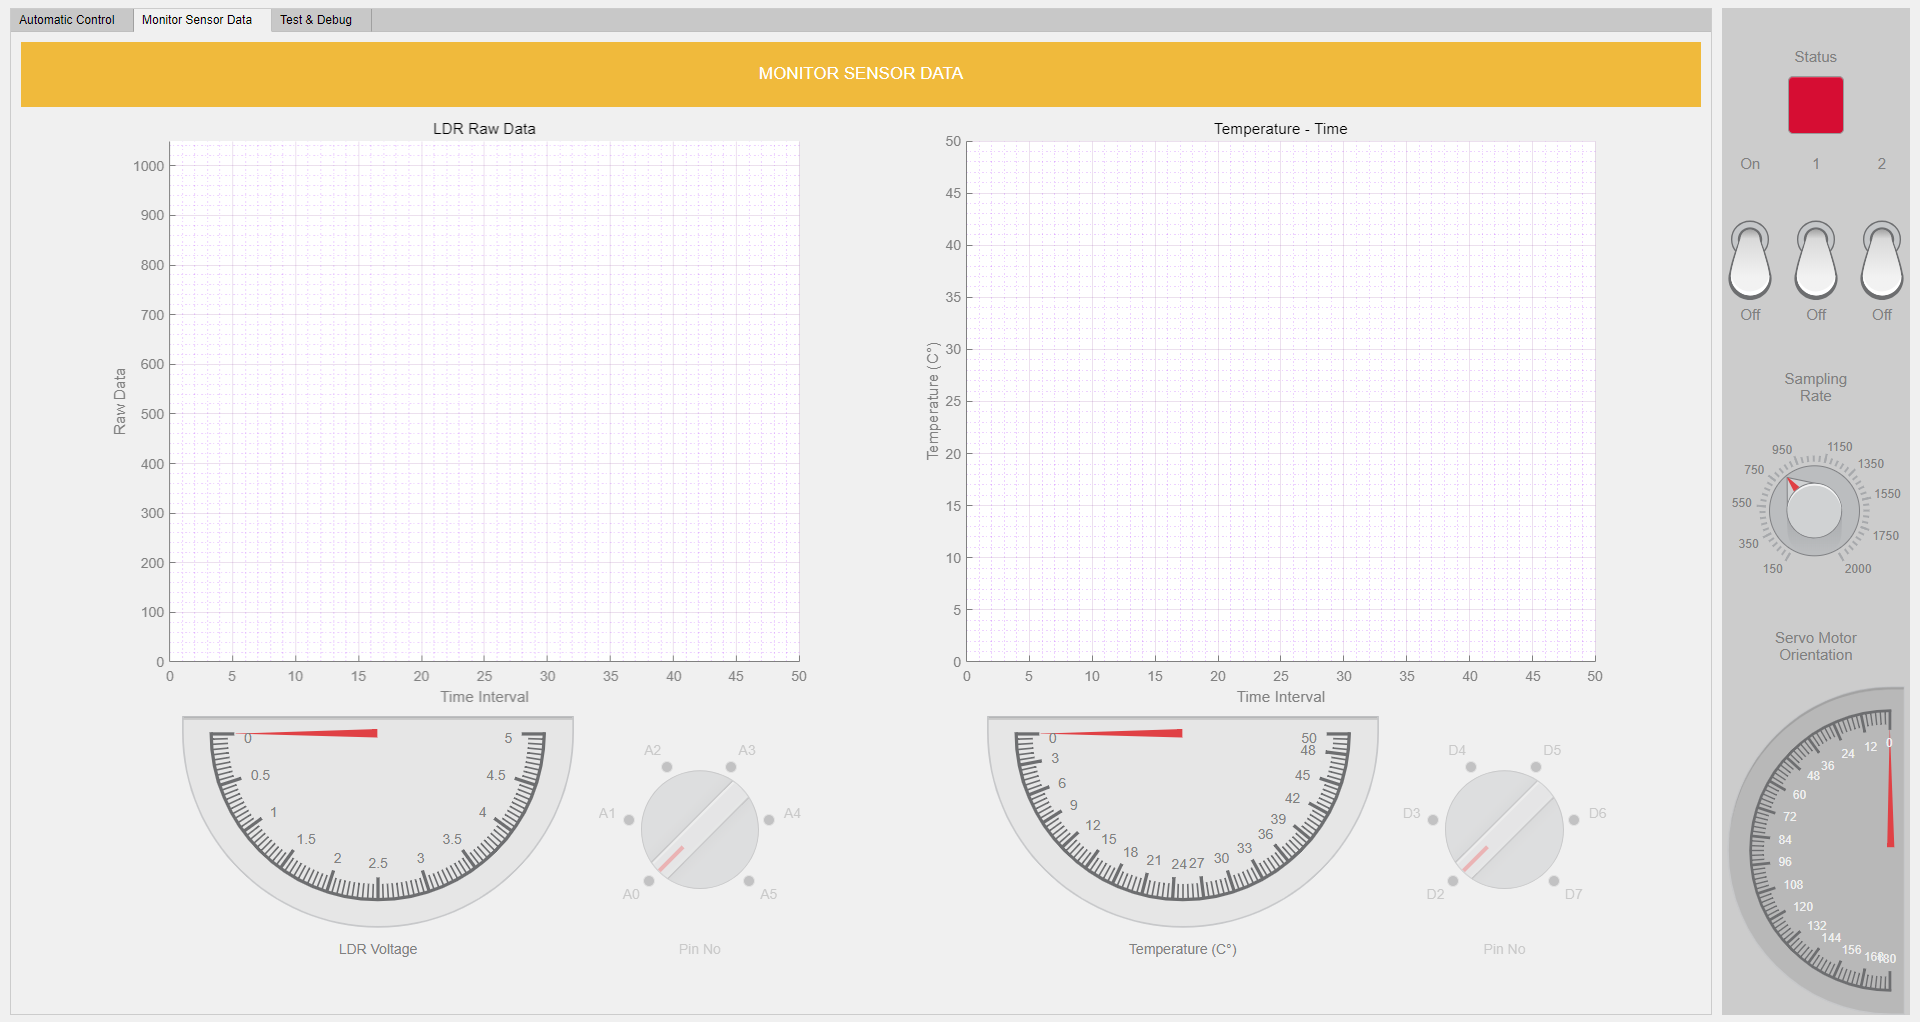 Automatic Control
Monitor Sensor Data
Test & Debug
MONITOR SENSOR DATA
LDR Raw Data
1000
900
800
700
600
500
400
300
200
100
0
Raw Data
0 5 10 15 20 25 30 35 40 45 50
Time Interval
Temperature - Time
50
45
40
35
30
25
20
15
10
5
0
Temperature (C°)
0 5 10 15 20 25 30 35 40 45 50
Time Interval
0 0.5 1 1.5 2 2.5 3 3.5 4 4.5 5
LDR Voltage
A0 A1 A2 A3 A4 A5
Pin No
0 3 6 9 12 15 18 21 24 27 30 33 36 39 42 45 48 50
Temperature (C°)
D2 D3 D4 D5 D6 D7
Pin No
Status
On 1 2
Off Off Off
Sampling
Rate
150 350 550 750 950 1150 1350 1550 1750 2000
Servo Motor
Orientation
0 12 24 36 48 60 72 84 96 108 120 132 144 156 168 180